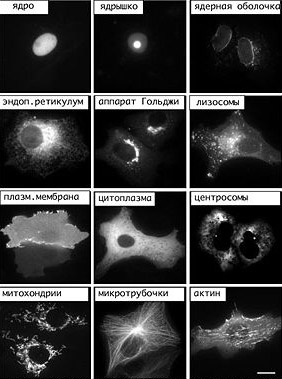 ядро
ядрышко
ядерная оболочка
эндоп.ретикулум
аппарат Гольджи
лизосомы
плазм.мембрана
цитоплазма
центросомы
митохондрии
микротрубочки
актин